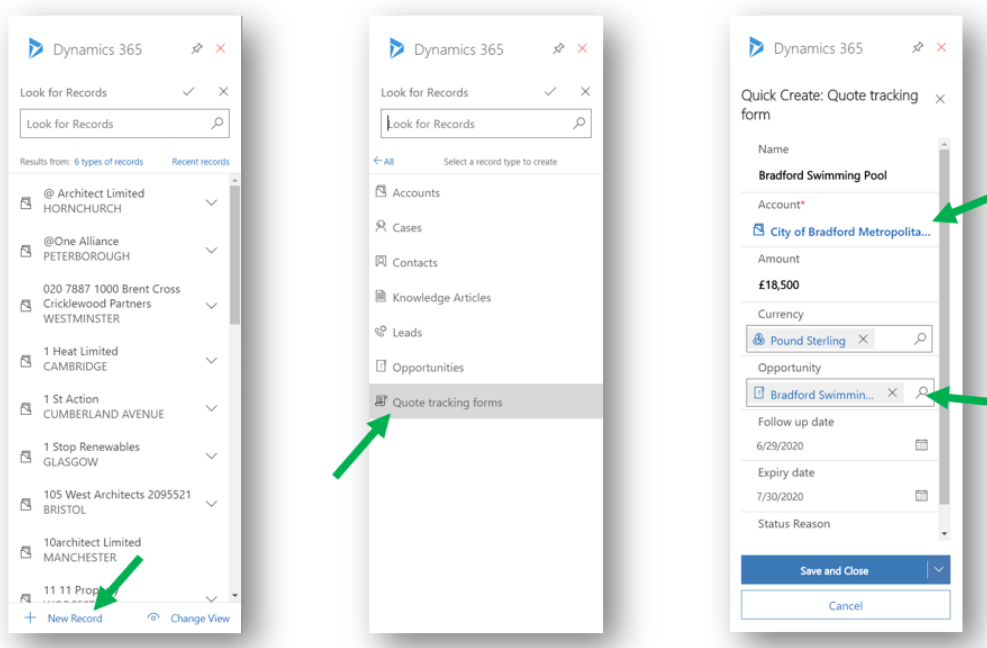 Dynamics 365
Look for Records
Look for Records
Results from: 6 types of records Recent records
@ Architect Limited
HORNCHURCH
@One Alliance
PETERBOROUGH
020 7887 1000 Brent Cross
Cricklewood Partners
WESTMINSTER
1 Heat Limited
CAMBRIDGE
1 St Action
CUMBERLAND AVENUE
1 Stop Renewables
GLASGOW
105 West Architects 2095521
BRISTOL
10architect Limited
MANCHESTER
11 11
New Record Change View
Dynamics 365
Look for Records
Look for Records
All Select a record type to create
Accounts
Cases
Contacts
Knowledge Articles
Leads
Opportunities
Quote tracking forms
Dynamics 365
Quick Create: Quote tracking
form
Name
Bradford Swimming Pool
Account*
City of Bradford Metropolita...
Amount
£18,500
Currency
Pound Sterling
Opportunity
Bradford Swimmin...
Follow up date
6/29/2020
Expiry date
7/30/2020
Status Reason
Save and Close
Cancel